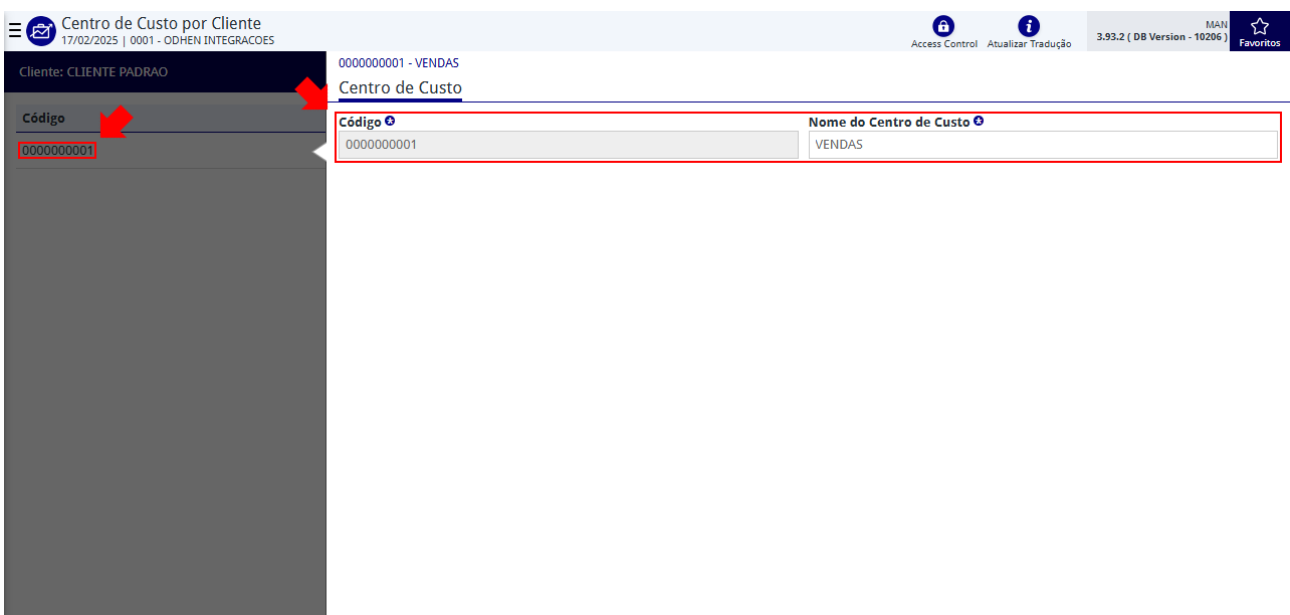 Centro de Custo por Cliente
17/02/2025 | 0001 - ODHEN INTEGRACOES
Access Control
Atualizar Tradução
MAN
3.93.2 ( DB Version - 10206 )
Favoritos
Cliente: CLIENTE PADRAO
Código
0000000001
0000000001 - VENDAS
Centro de Custo
Código
Nome do Centro de Custo
0000000001
VENDAS